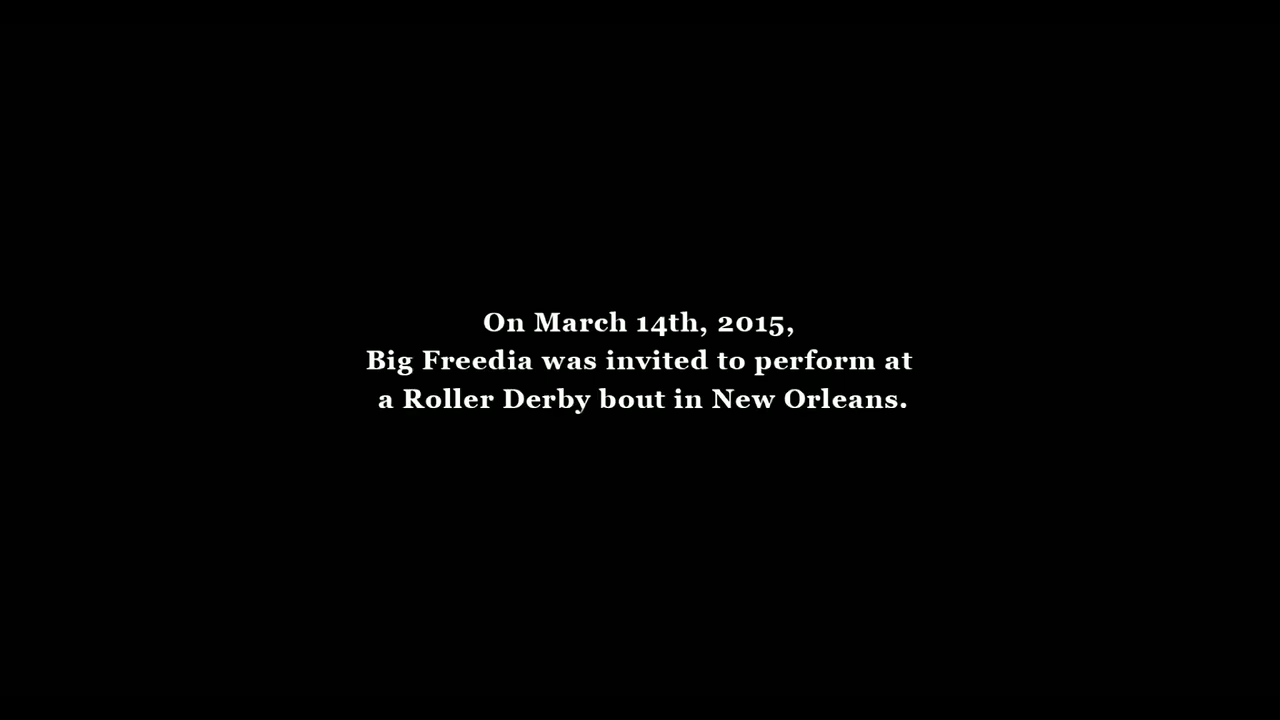 On March 14th, 2015,
Big Freedia was invited to perform at
a Roller Derby bout in New Orleans.